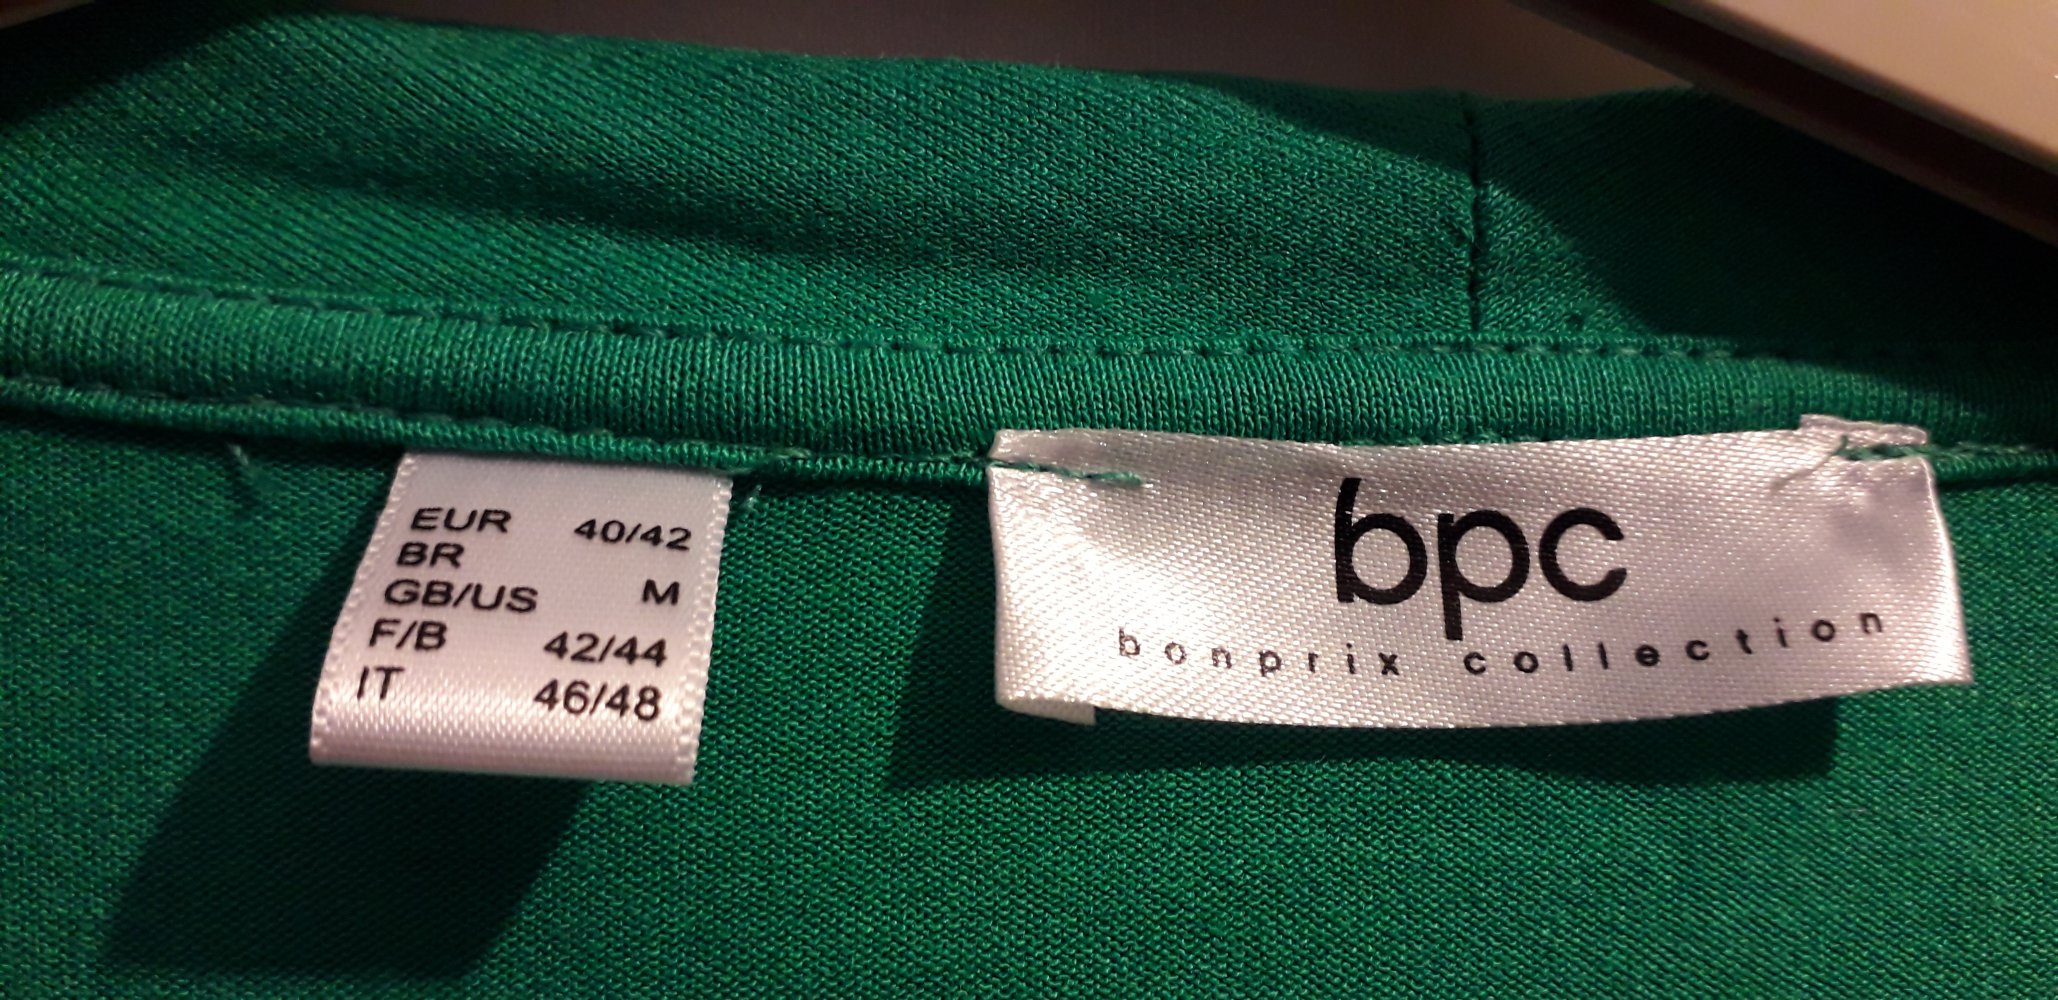 EUR 40/42
BR
GB/US M
F/B 42/44
IT 46/48
bpc
bonprix collection